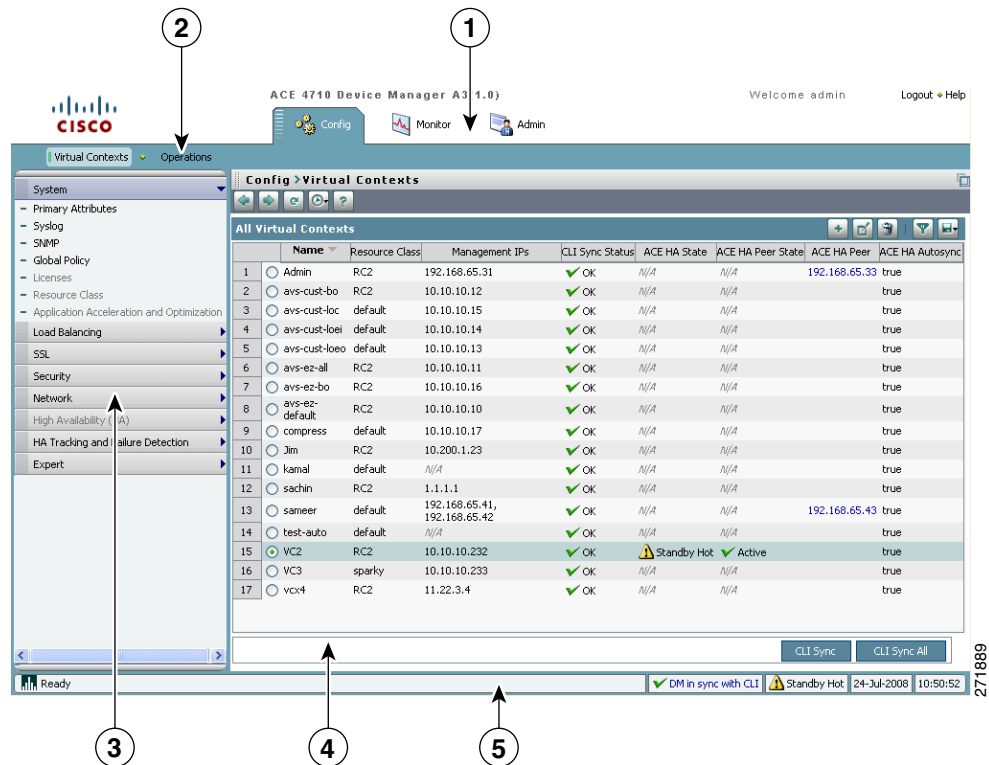 2
1
ACE 4710 Device Manager A3 1.0)
Welcome admin
Logout Help
CISCO
Config
Monitor
Admin
Virtual Contexts
Operations
System
Primary Attributes
Syslog
SNMP
Global Policy
Licenses
Resource Class
Application Acceleration and Optimization
Load Balancing
SSL
Security
Network
High Availability (HA)
HA Tracking and Failure Detection
Expert
Config > Virtual Contexts
?
All Virtual Contexts
Name Resource Class Management IPs CLI Sync Status ACE HA State ACE HA Peer State ACE HA Peer ACE HA Autosync
1 Admin RC2 192.168.65.31 OK N/A N/A 192.168.65.33 true
2 avs-cust-bo RC2 10.10.10.12 OK N/A N/A true
3 avs-cust-loc default 10.10.10.15 OK N/A N/A true
4 avs-cust-loei default 10.10.10.14 OK N/A N/A true
5 avs-cust-loeo default 10.10.10.13 OK N/A N/A true
6 avs-ez-all RC2 10.10.10.11 OK N/A N/A true
7 avs-ez-bo RC2 10.10.10.16 OK N/A N/A true
8 avs-ez-default RC2 10.10.10.10 OK N/A N/A true
9 compress default 10.10.10.17 OK N/A N/A true
10 Jim RC2 10.200.1.23 OK N/A N/A true
11 kamal default N/A OK N/A N/A true
12 sachin RC2 1.1.1.1 OK N/A N/A true
13 sameer default 192.168.65.41, 192.168.65.42 OK N/A N/A 192.168.65.43 true
14 test-auto default N/A OK N/A N/A true
15 VC2 RC2 10.10.10.232 OK Standby Hot Active true
16 VC3 sparky 10.10.10.233 OK N/A N/A true
17 vcx4 RC2 11.22.3.4 OK N/A N/A true
CLI Sync
CLI Sync All
Ready
DM in sync with CLI
Standby Hot
24-Jul-2008
10:50:52
271889
3
4
5